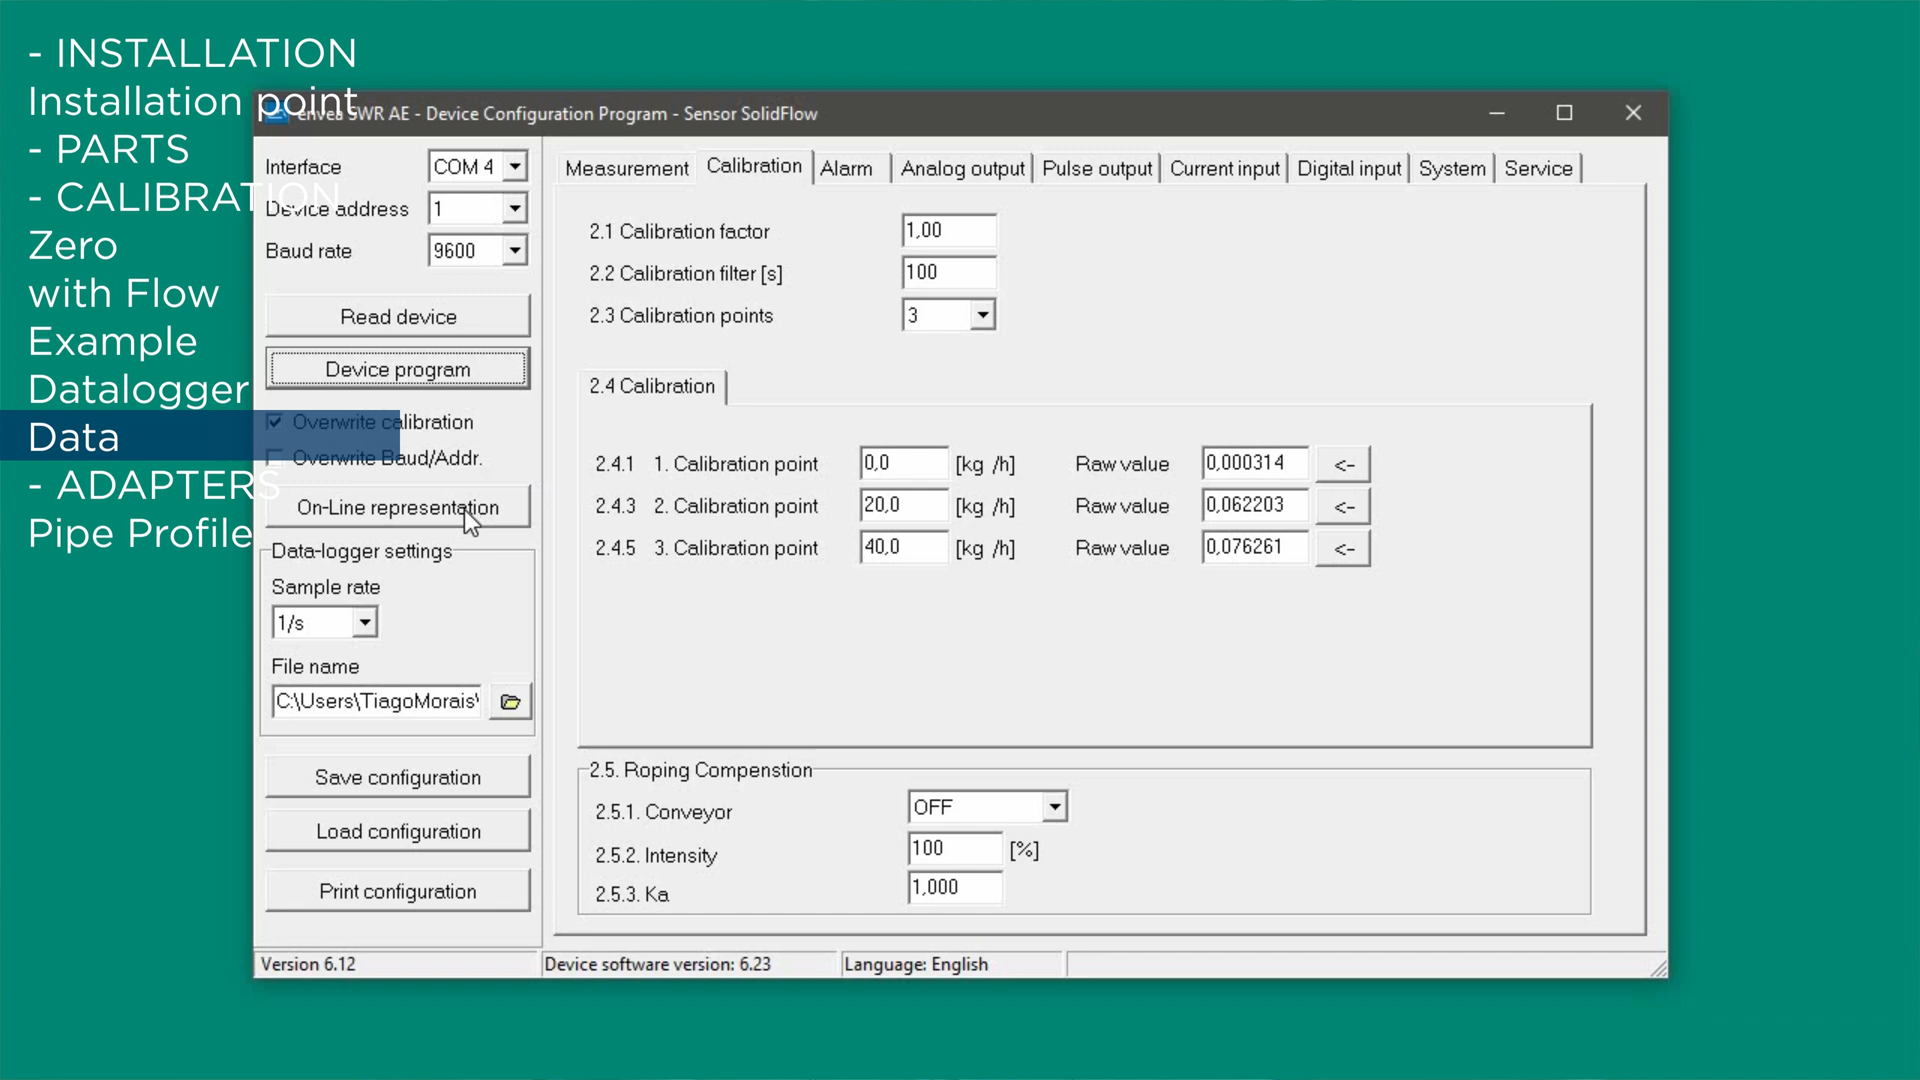 - INSTALLATION
Installation point
- PARTS
- CALIBRATION
Zero
with Flow
Example
Datalogger
Data
- ADAPTERS
Pipe Profile
envea SWR AE - Device Configuration Program - Sensor SolidFlow
Interface COM 4
Device address 1
Baud rate 9600
Read device
Device program
Overwrite calibration
Overwrite Baud/Addr.
On-Line representation
Data-logger settings
Sample rate
1/s
File name
C:\Users\TiagoMorais\
Save configuration
Load configuration
Print configuration
Measurement Calibration Alarm Analog output Pulse output Current input Digital input System Service
2.1 Calibration factor 1,00
2.2 Calibration filter [s] 100
2.3 Calibration points 3
2.4 Calibration
2.4.1 1. Calibration point 0,0 [kg /h] Raw value 0,000314 <-
2.4.3 2. Calibration point 20,0 [kg /h] Raw value 0,062203 <-
2.4.5 3. Calibration point 40,0 [kg /h] Raw value 0,076261 <-
2.5. Roping Compenstion
2.5.1. Conveyor OFF
2.5.2. Intensity 100 [%]
2.5.3. Ka 1,000
Version 6.12 Device software version: 6.23 Language: English